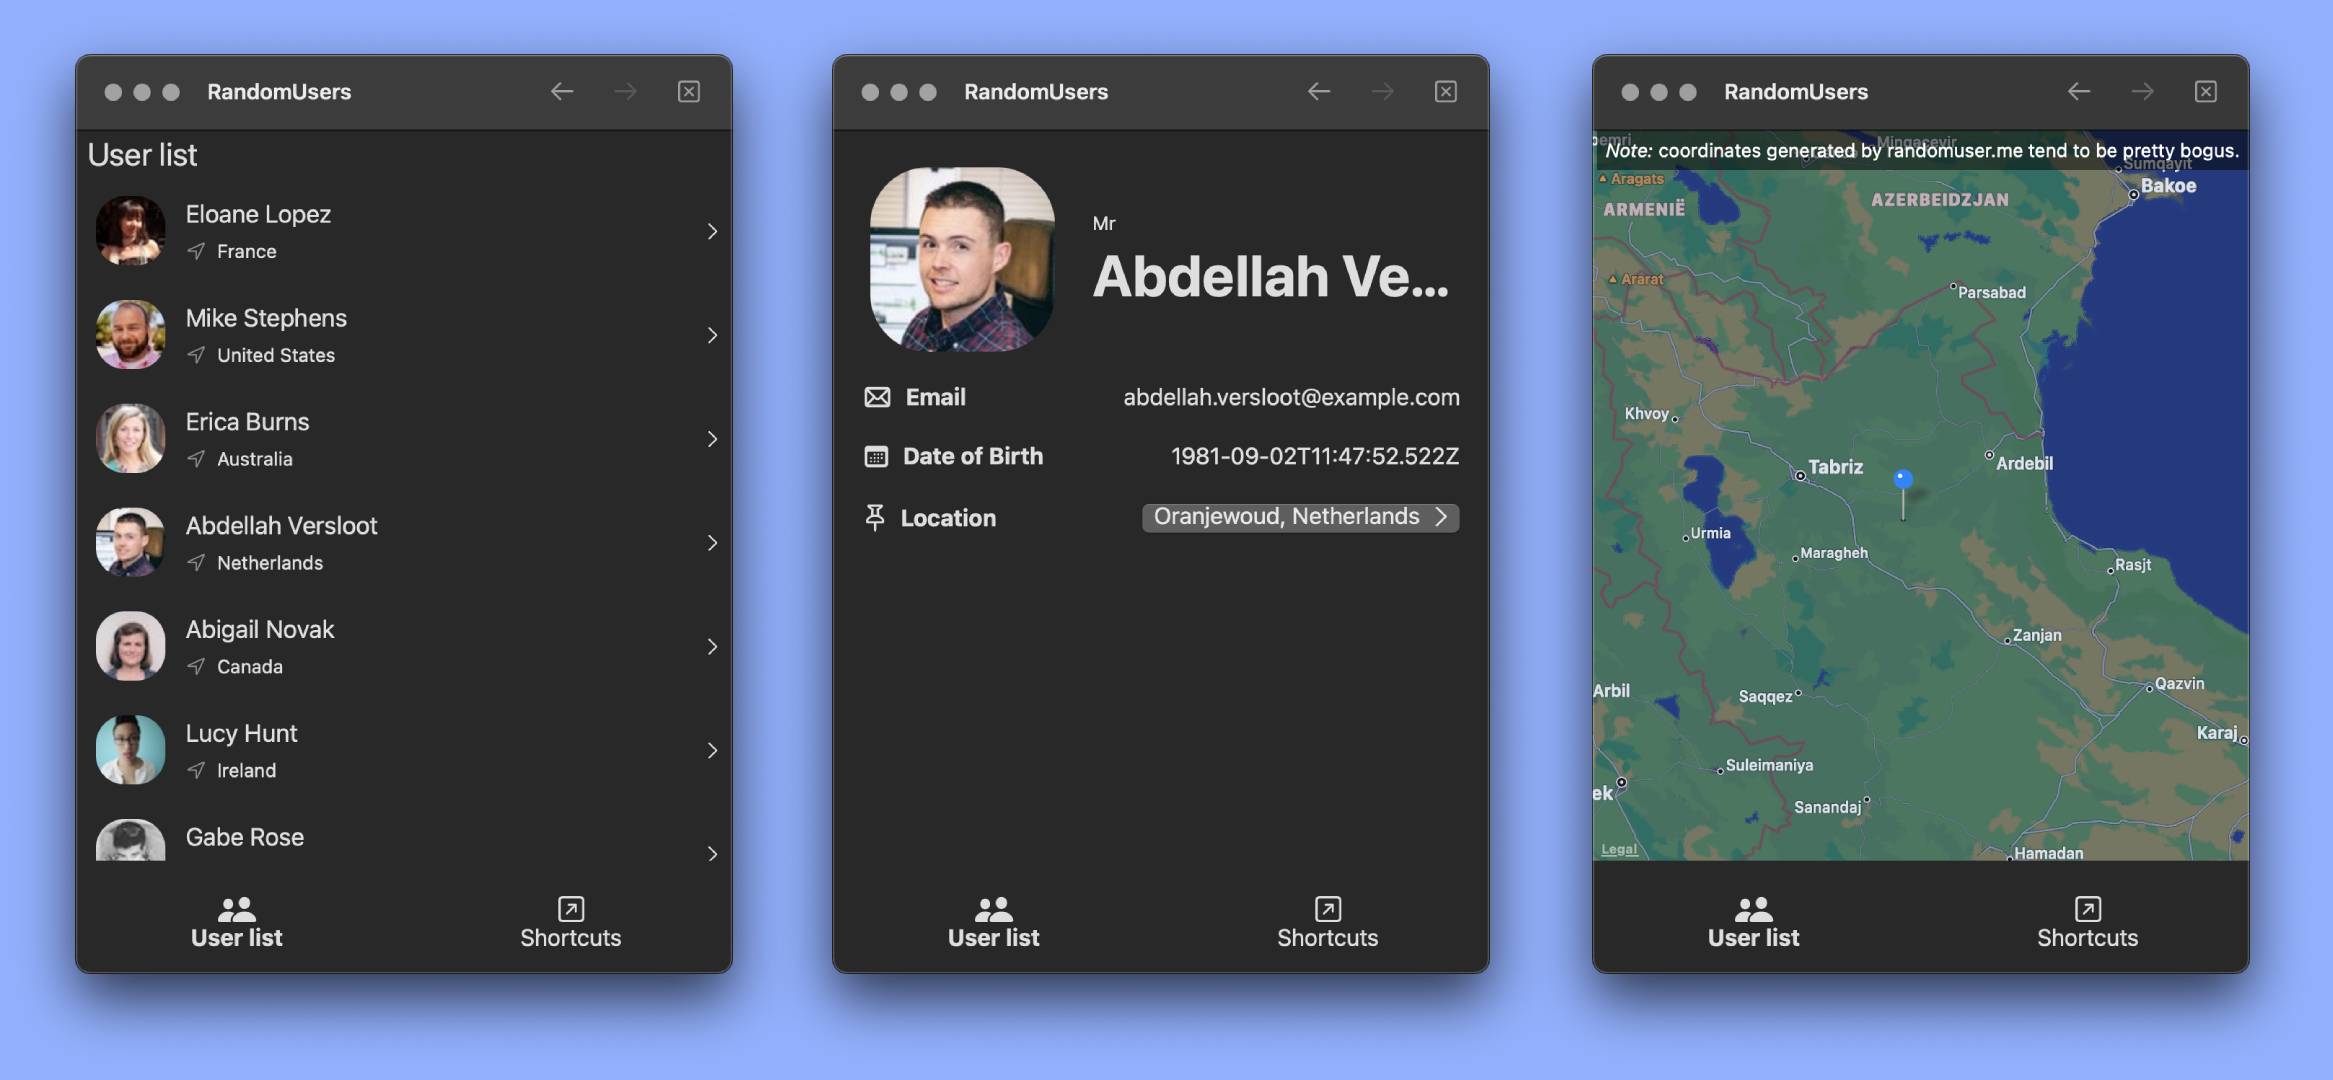 RandomUsers
User list
Eloane Lopez
France
Mike Stephens
United States
Erica Burns
Australia
Abdellah Versloot
Netherlands
Abigail Novak
Canada
Lucy Hunt
Ireland
Gabe Rose
User list
Shortcuts
RandomUsers
Mr
Abdellah Ve...
Email
abdellah.versloot@example.com
Date of Birth
1981-09-02T11:47:52.522Z
Location
Oranjewoud, Netherlands
User list
Shortcuts
RandomUsers
Mingacevir
Note: coordinates generated by randomuser.me tend to be pretty bogus.
Sumqayit
Aragats
Bakoe
AZERBEIDZJAN
ARMENIË
Ararat
Parsabad
Khvoy
Tabriz
Ardebil
Urmia
Maragheh
Rasjt
Zanjan
Qazvin
Arbil
Saqqez
Karaj
Suleimaniya
ek
Sanandaj
Legal
Hamadan
User list
Shortcuts